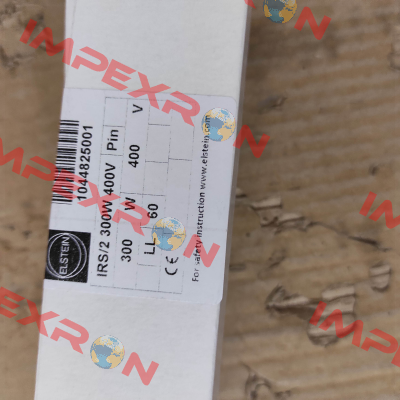 1044825001
ELSTEIN
IRS/2 300W 400V Pin
300 W 400 V
LL 60
CE
For safety instruction www.elstein.com
IMPEXRON
IMPEXRON
IMPEXRON
IMPEXRON